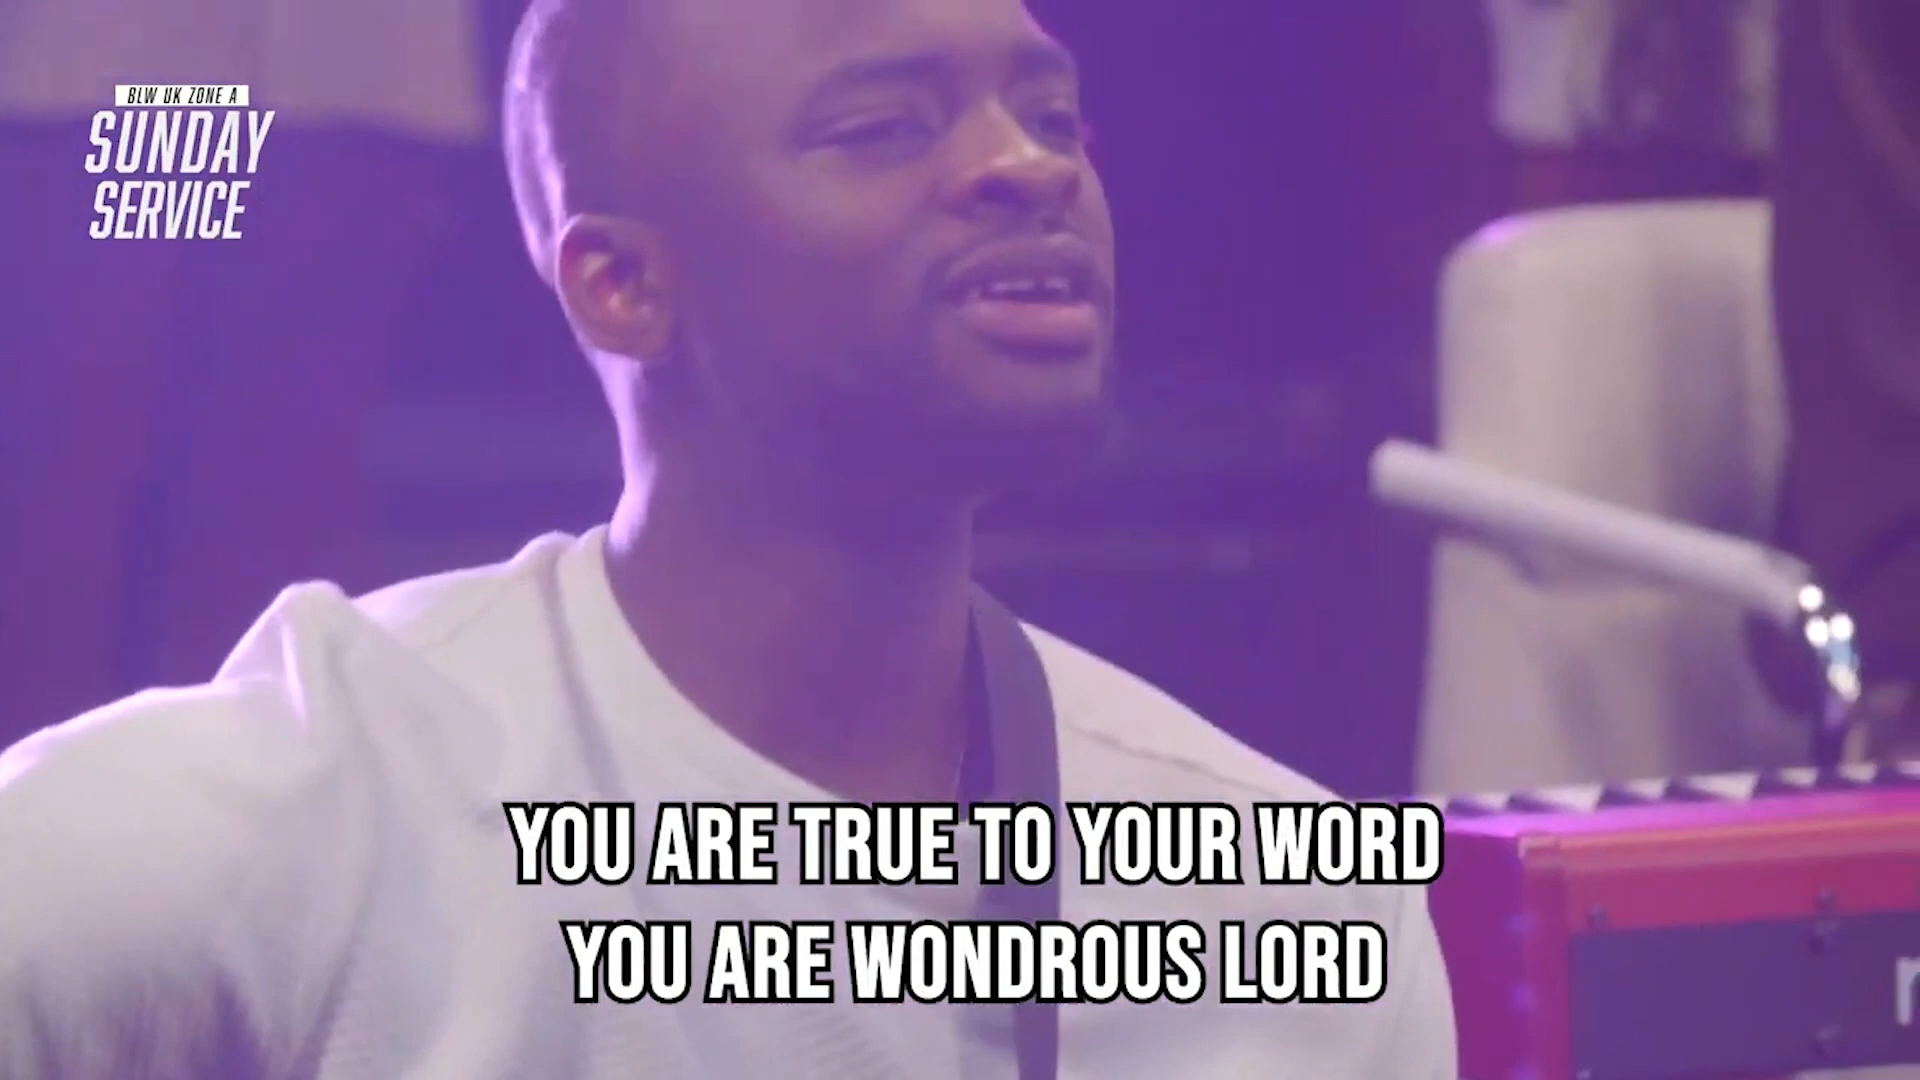 BLW UK ZONE A
SUNDAY
SERVICE
YOU ARE TRUE TO YOUR WORD
YOU ARE WONDROUS LORD